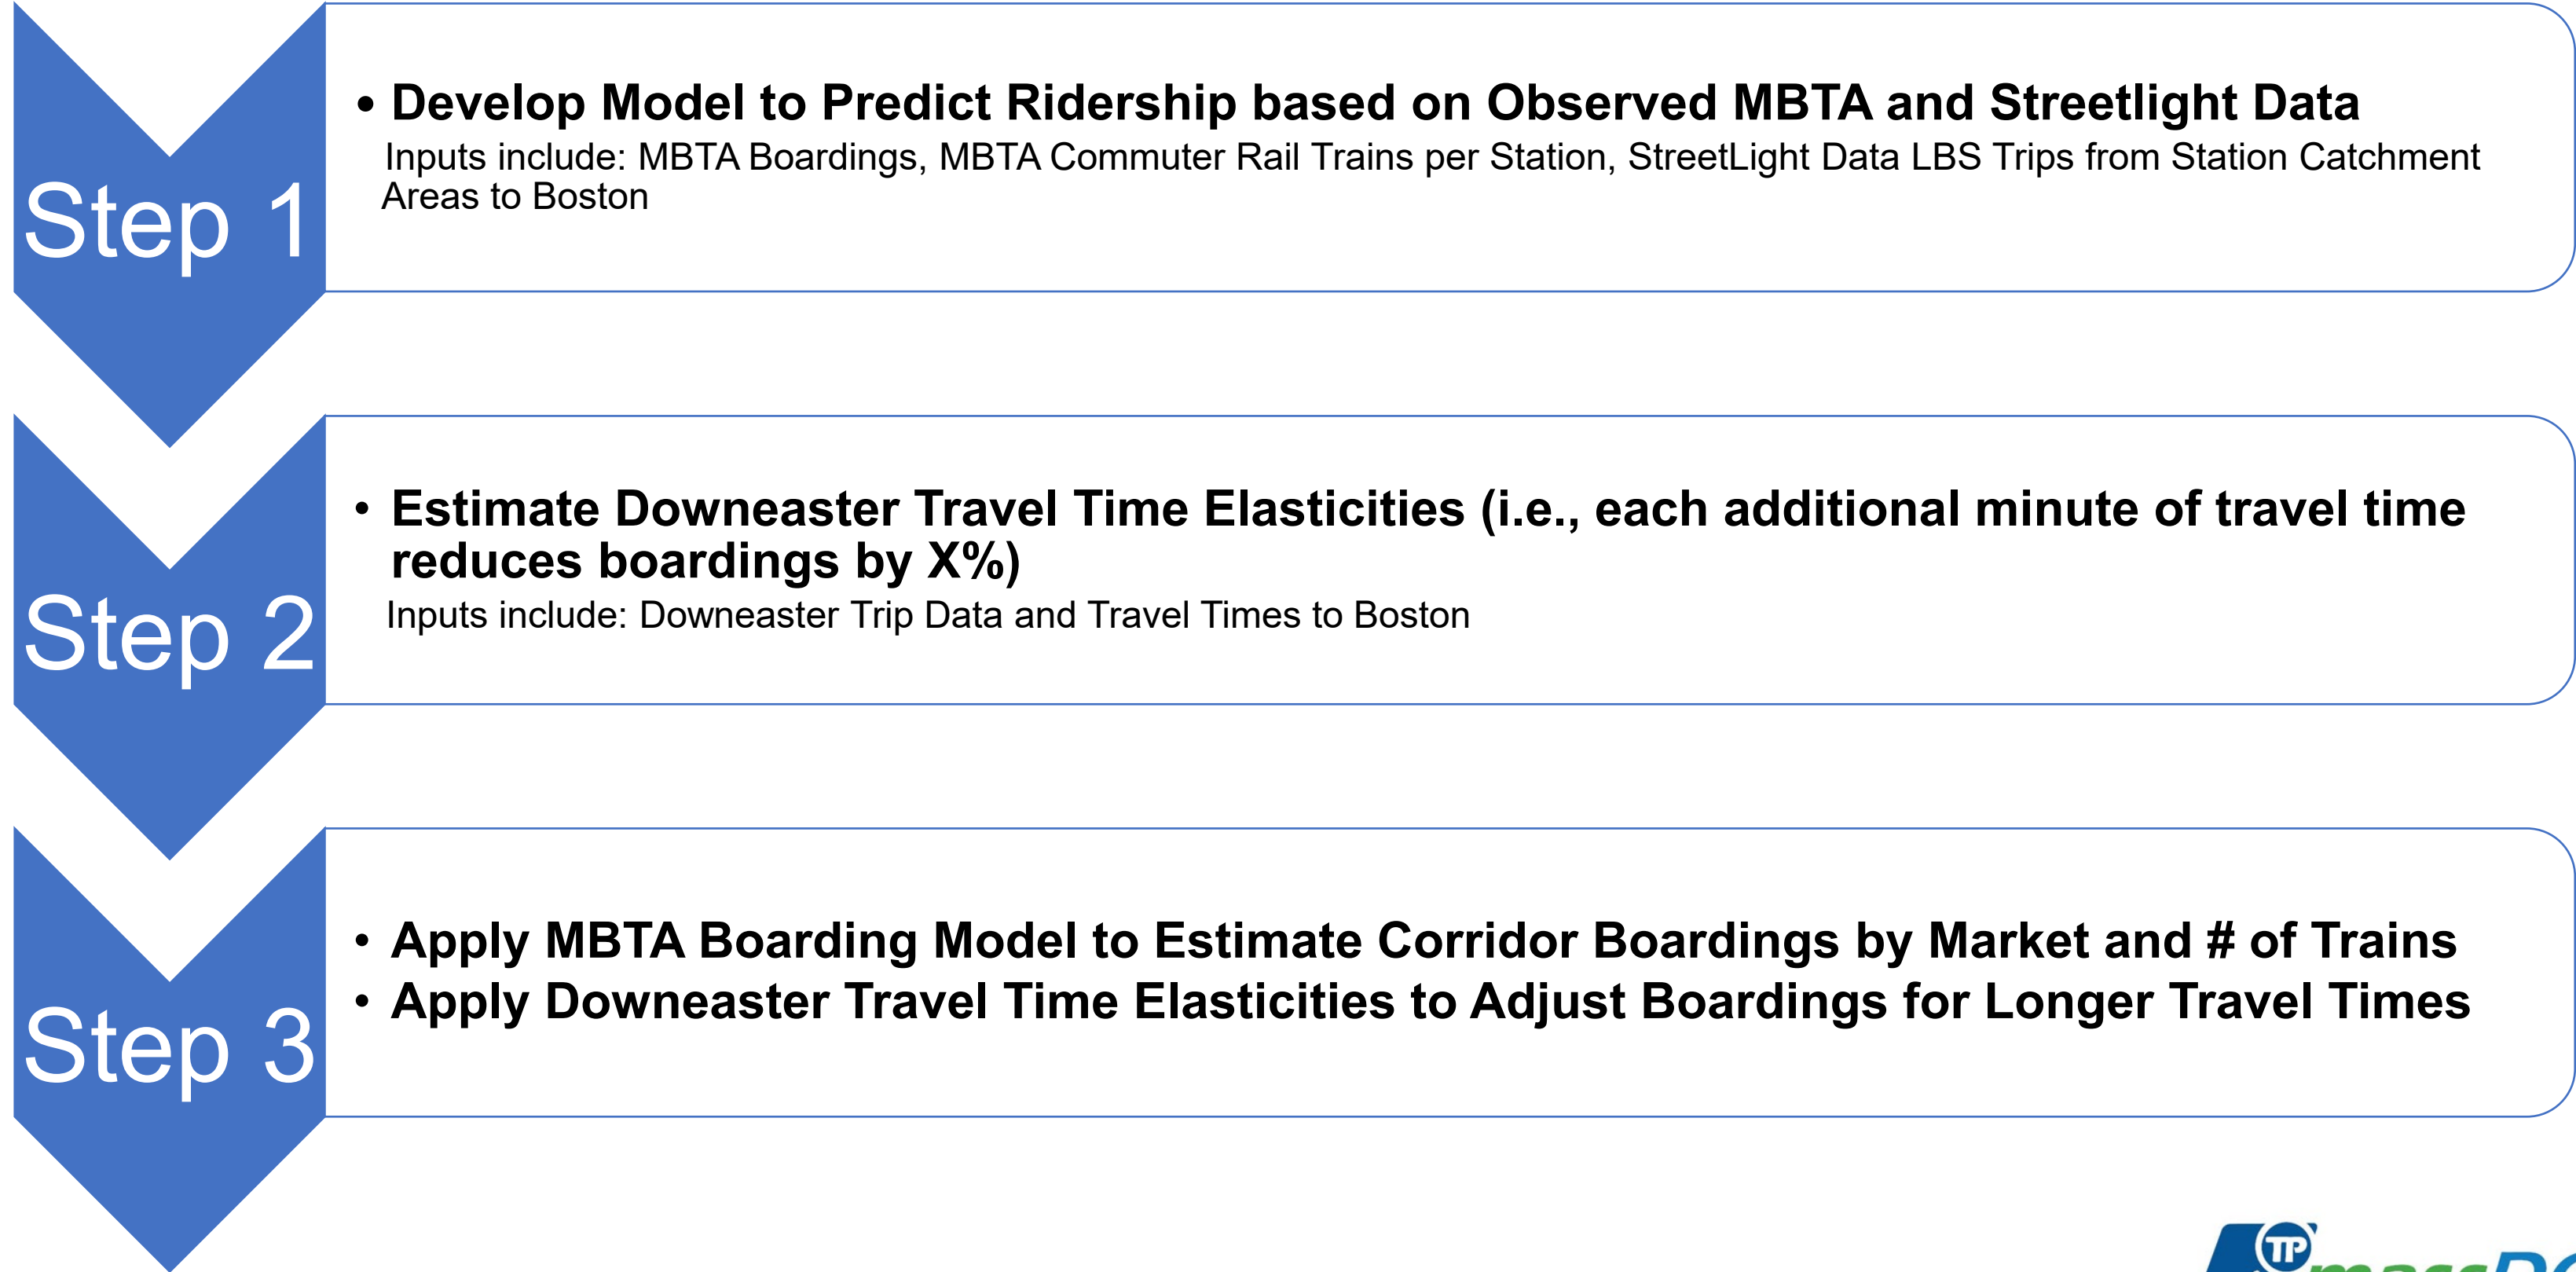 Step 1
• Develop Model to Predict Ridership based on Observed MBTA and Streetlight Data
Inputs include: MBTA Boardings, MBTA Commuter Rail Trains per Station, StreetLight Data LBS Trips from Station Catchment
Areas to Boston
Step 2
• Estimate Downeaster Travel Time Elasticities (i.e., each additional minute of travel time
reduces boardings by X%)
Inputs include: Downeaster Trip Data and Travel Times to Boston
Step 3
• Apply MBTA Boarding Model to Estimate Corridor Boardings by Market and # of Trains
• Apply Downeaster Travel Time Elasticities to Adjust Boardings for Longer Travel Times
TP